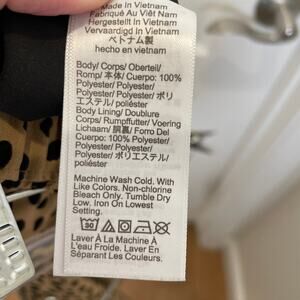 Made In Vietnam
Fabriqué Au Viêt Nam
Hergestellt In Vietnam
Vervaardigd In Vietnam
ベトナム製
hecho en vietnam
Body/ Corps/ Oberteil/
Romp/ 本体/ Cuerpo: 100%
Polyester/ Polyester/
Polyester/ Polyester/ ポリ
エステル/ poliéster
Body Lining/ Doublure
Corps/ Rumpffutter/ Voering
Lichaam/ 胴裏/ Forro Del
Cuerpo: 100% Polyester/
Polyester/ Polyester/
Polyester/ ポリエステル/
poliéster
Machine Wash Cold. With
Like Colors. Non-chlorine
Bleach Only. Tumble Dry
Low. Iron On Lowest
Setting.
30
Laver À La Machine À
L'eau Froide. Laver En
Séparant Les Couleurs.